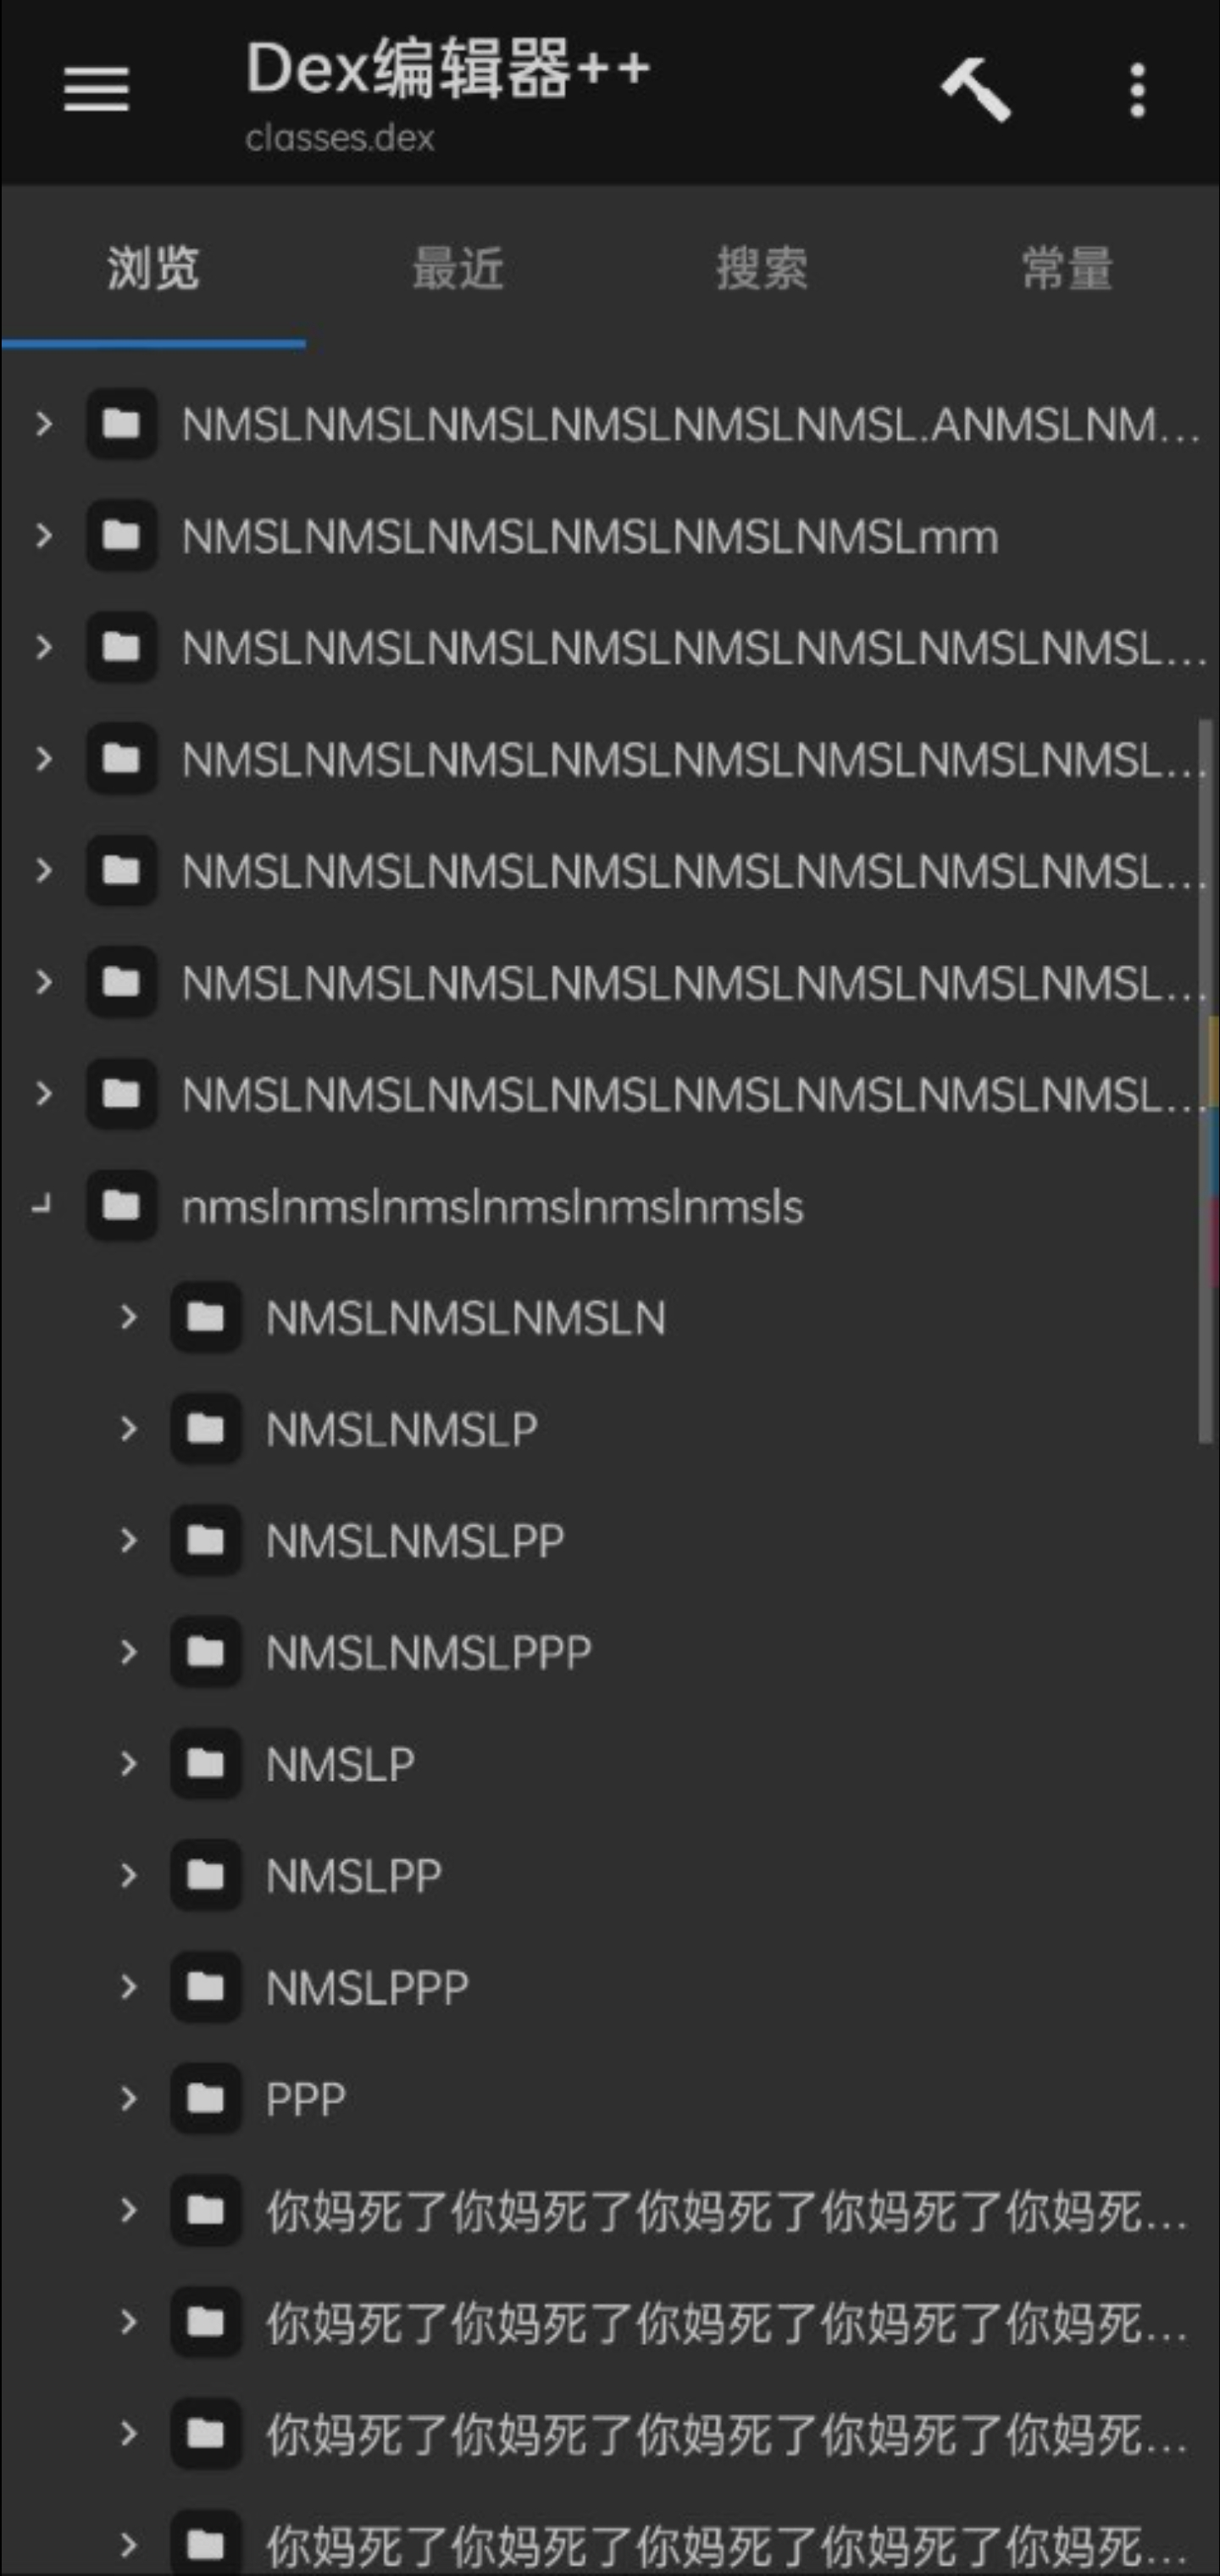 Dex编辑器++
classes.dex
浏览 最近 搜索 常量
NMSLNMSLNMSLNMSLNMSLNMSL.ANMSLNM...
NMSLNMSLNMSLNMSLNMSLNMSLmm
NMSLNMSLNMSLNMSLNMSLNMSLNMSLNMSL...
NMSLNMSLNMSLNMSLNMSLNMSLNMSLNMSL...
NMSLNMSLNMSLNMSLNMSLNMSLNMSLNMSL...
NMSLNMSLNMSLNMSLNMSLNMSLNMSLNMSL...
NMSLNMSLNMSLNMSLNMSLNMSLNMSLNMSL...
nmslnmslnmslnmslnmslnmsls
NMSLNMSLNMSLN
NMSLNMSLP
NMSLNMSLPP
NMSLNMSLPPP
NMSLP
NMSLPP
NMSLPPP
PPP
你妈死了你妈死了你妈死了你妈死了你妈死...
你妈死了你妈死了你妈死了你妈死了你妈死...
你妈死了你妈死了你妈死了你妈死了你妈死...
你妈死了你妈死了你妈死了你妈死了你妈死...